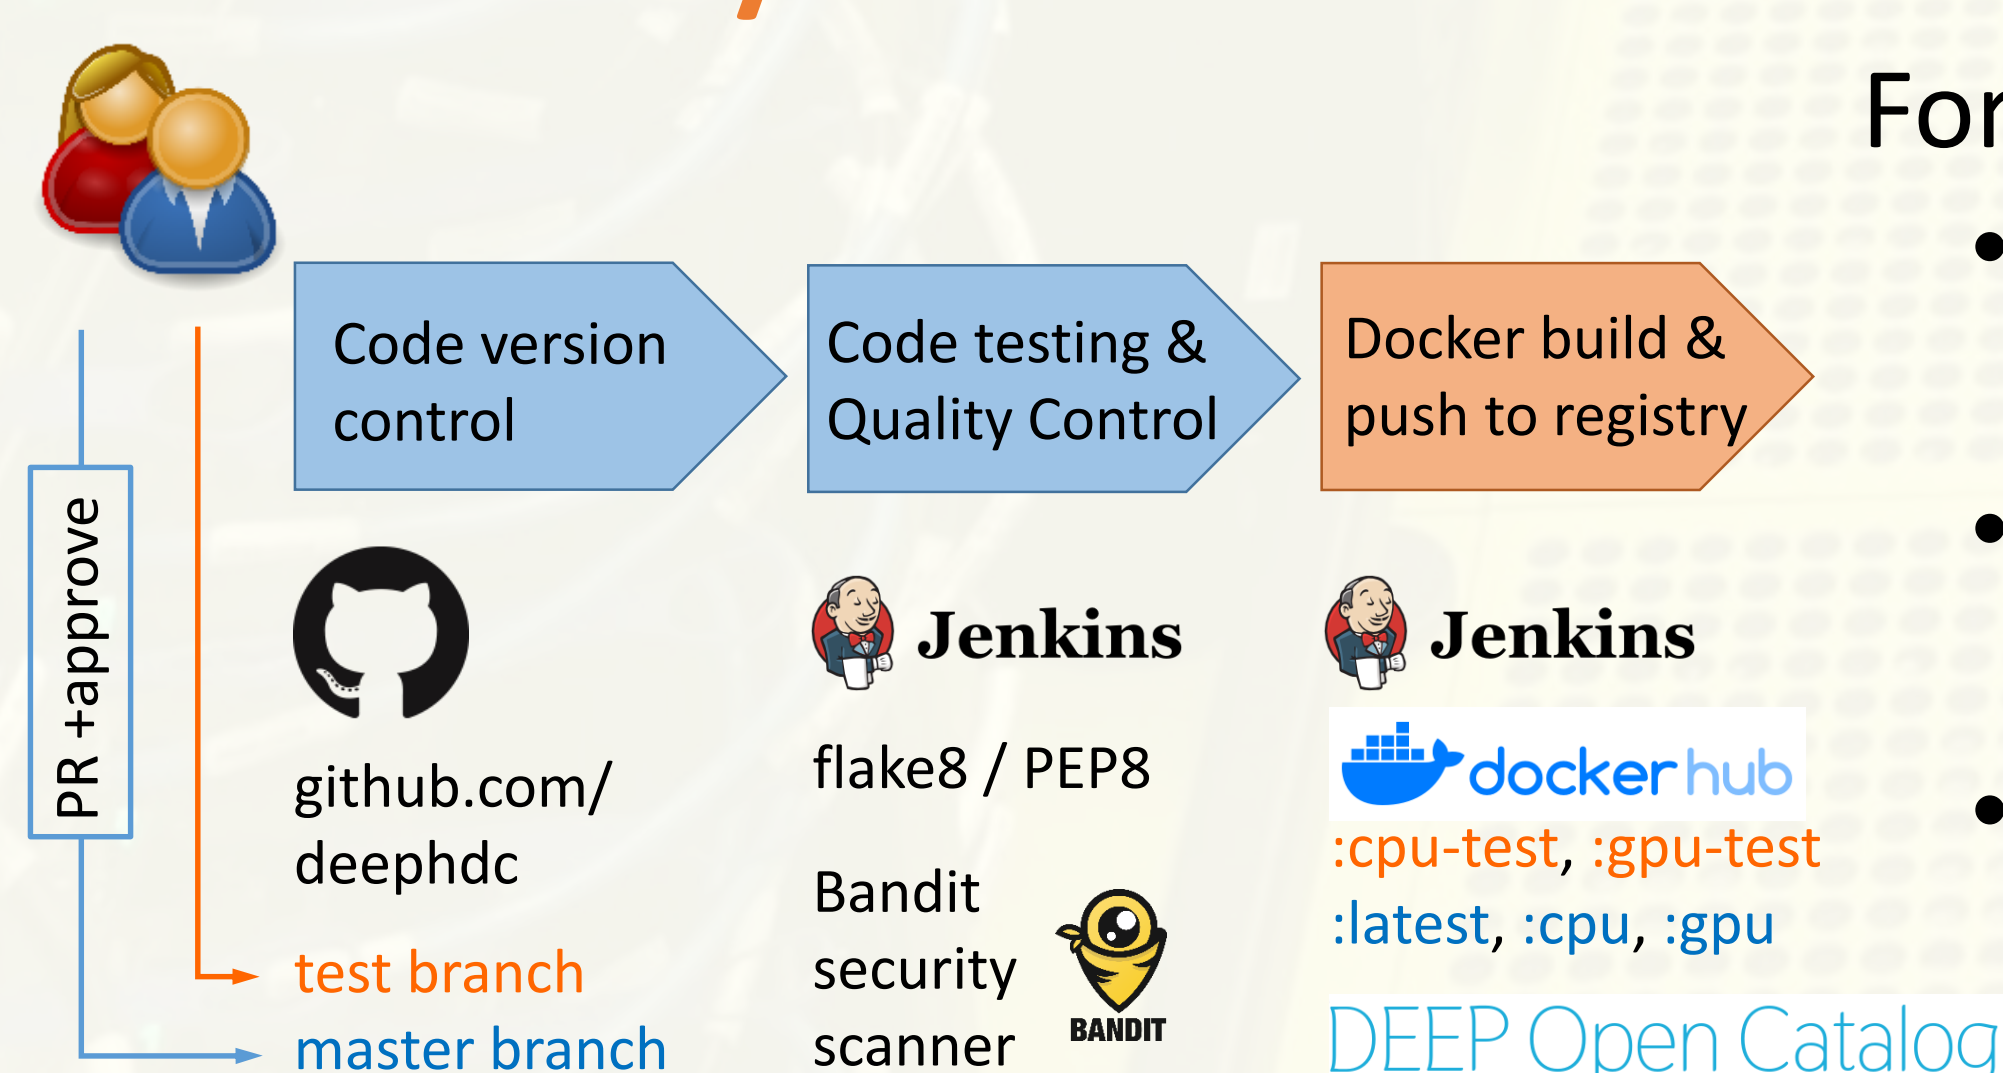 For
Code version
control
Code testing &
Quality Control
Docker build &
push to registry
PR +approve
Jenkins
Jenkins
github.com/
deephdc
flake8 / PEP8
dockerhub
:cpu-test, :gpu-test
:latest, :cpu, :gpu
Bandit
security
scanner
BANDIT
test branch
master branch
DEEP Open Catalog